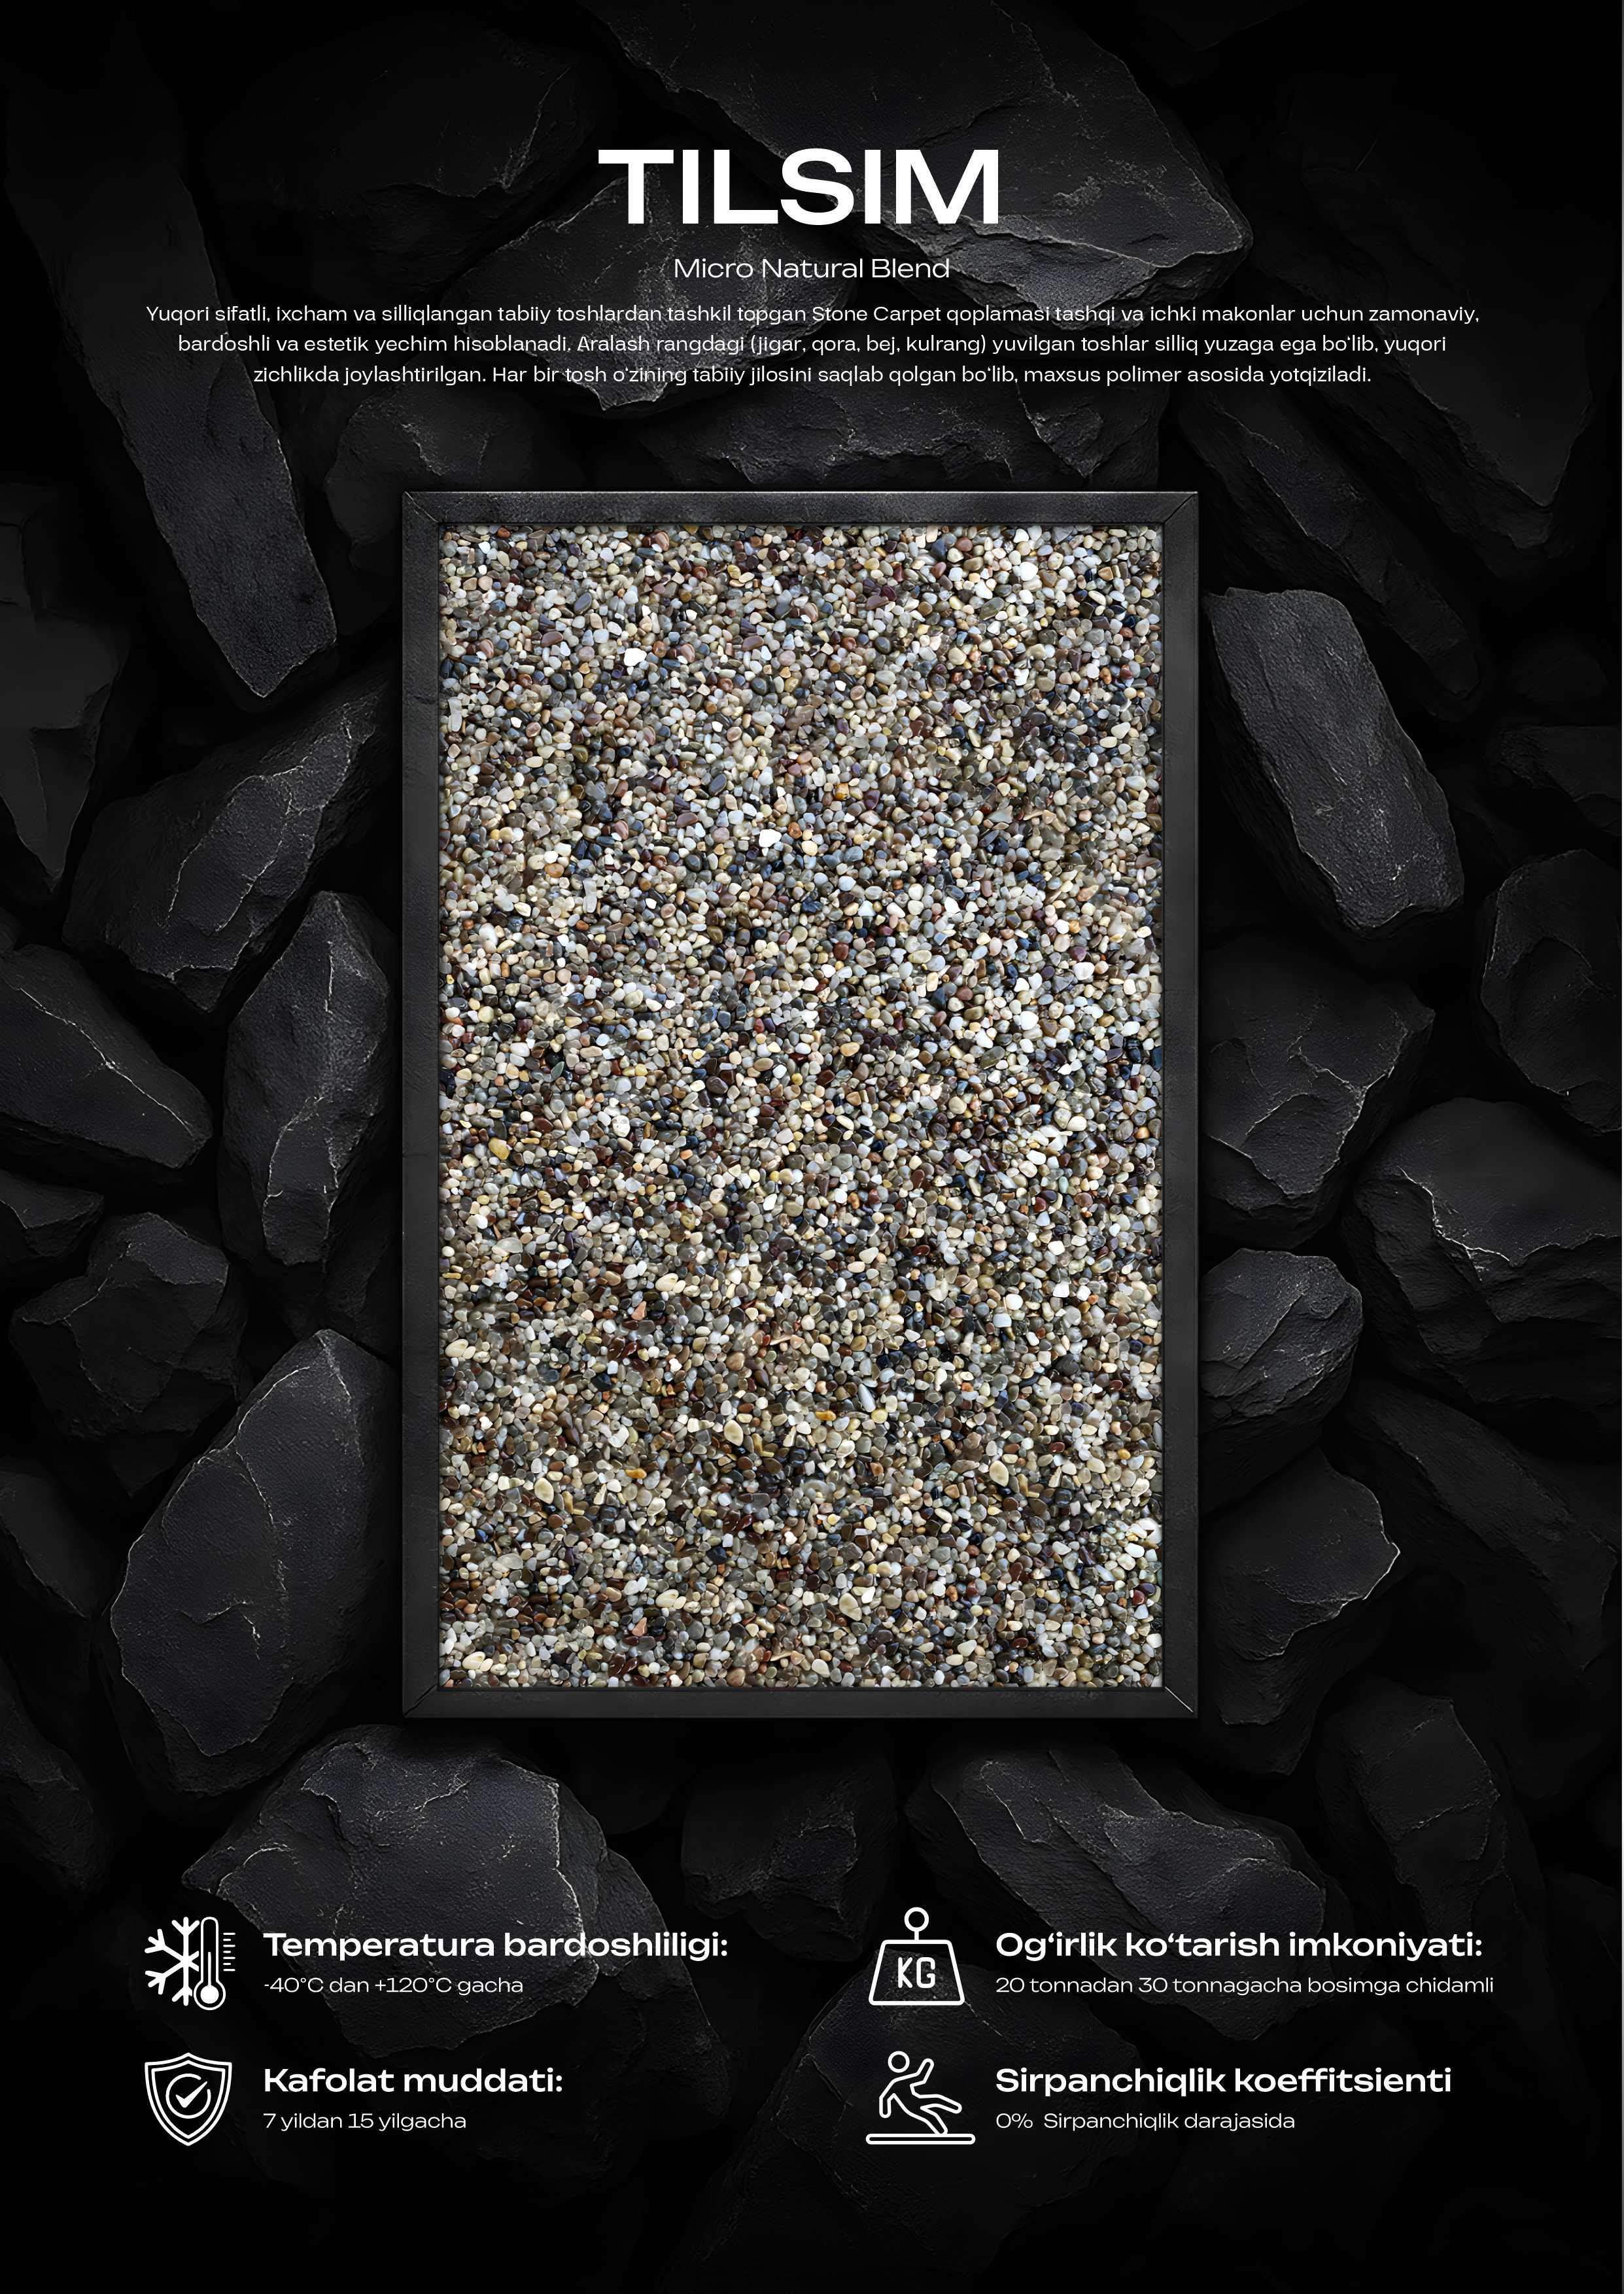 TILSIM
Micro Natural Blend
Yuqori sifatli, ixcham va silliqlangan tabiiy toshlardan tashkil topgan Stone Carpet qoplamasi tashqi va ichki makonlar uchun zamonaviy,
bardoshli va estetik yechim hisoblanadi. Aralash rangdagi (jigar, qora, bej, kulrang) yuvilgan toshlar silliq yuzaga ega bo‘lib, yuqori
zichlikda joylashtirilgan. Har bir tosh o‘zining tabiiy jilosini saqlab qolgan bo‘lib, maxsus polimer asosida yotqiziladi.
Temperatura bardoshliligi:
-40°C dan +120°C gacha
KG
Og‘irlik ko‘tarish imkoniyati:
20 tonnadan 30 tonnagacha bosimga chidamli
Kafolat muddati:
7 yildan 15 yilgacha
Sirpanchiqlik koeffitsienti
0% Sirpanchiqlik darajasida